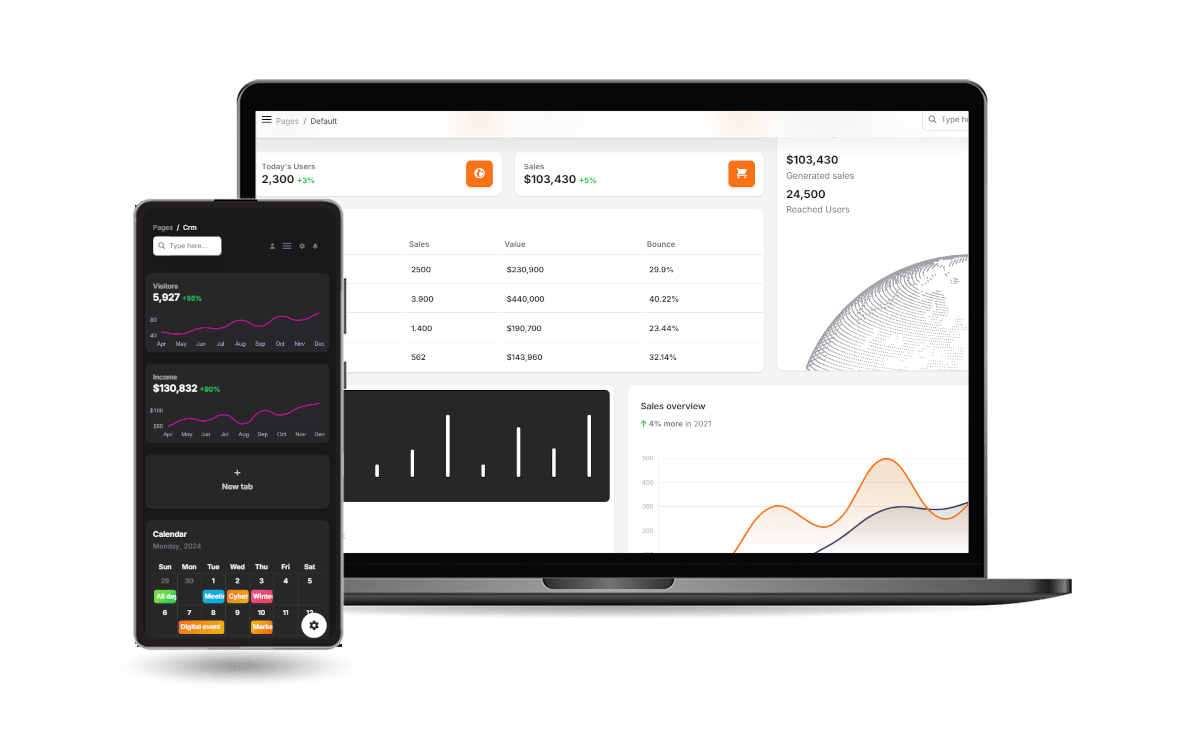 Pages / Default
Type he
Today's Users
2,300 +3%
Sales
$103,430 +5%
$103,430
Generated sales
24,500
Reached Users
Sales Value Bounce
2500 $230,900 29.9%
3.900 $440,000 40.22%
1.400 $190,700 23.44%
562 $143,960 32.14%
Sales overview
4% more in 2021
500
400
300
200
Pages / Crm
Type here...
Visitors
5,927 +55%
80
40
Apr May Jun Jul Aug Sep Oct Nov Dec
Income
$130,832 +90%
$160
$60
Apr May Jun Jul Aug Sep Oct Nov Dec
+
New tab
Calendar
Monday, 2024
Sun Mon Tue Wed Thu Fri Sat
29 30 1 2 3 4 5
All day Meeti Cyber Winter
6 7 8 9 10 11 12
Digital event Marke